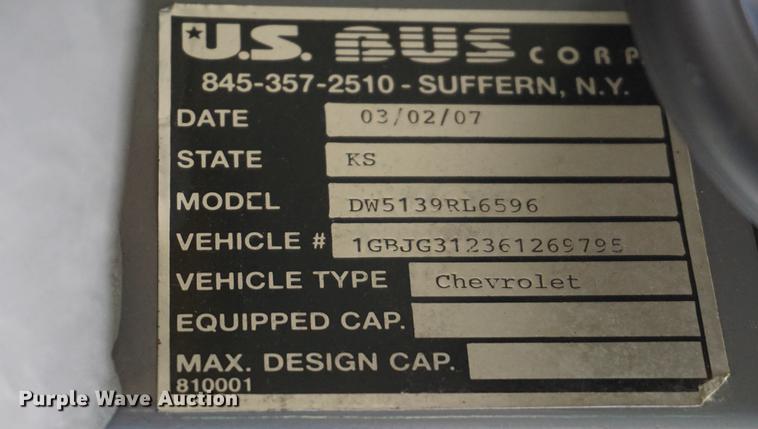 U.S. BUS CORP.
845-357-2510 - SUFFERN, N.Y.
DATE 03/02/07
STATE KS
MODEL DW5139RL6596
VEHICLE # 1GBJG312361269795
VEHICLE TYPE Chevrolet
EQUIPPED CAP.
MAX. DESIGN CAP.
810001
Purple Wave Auction